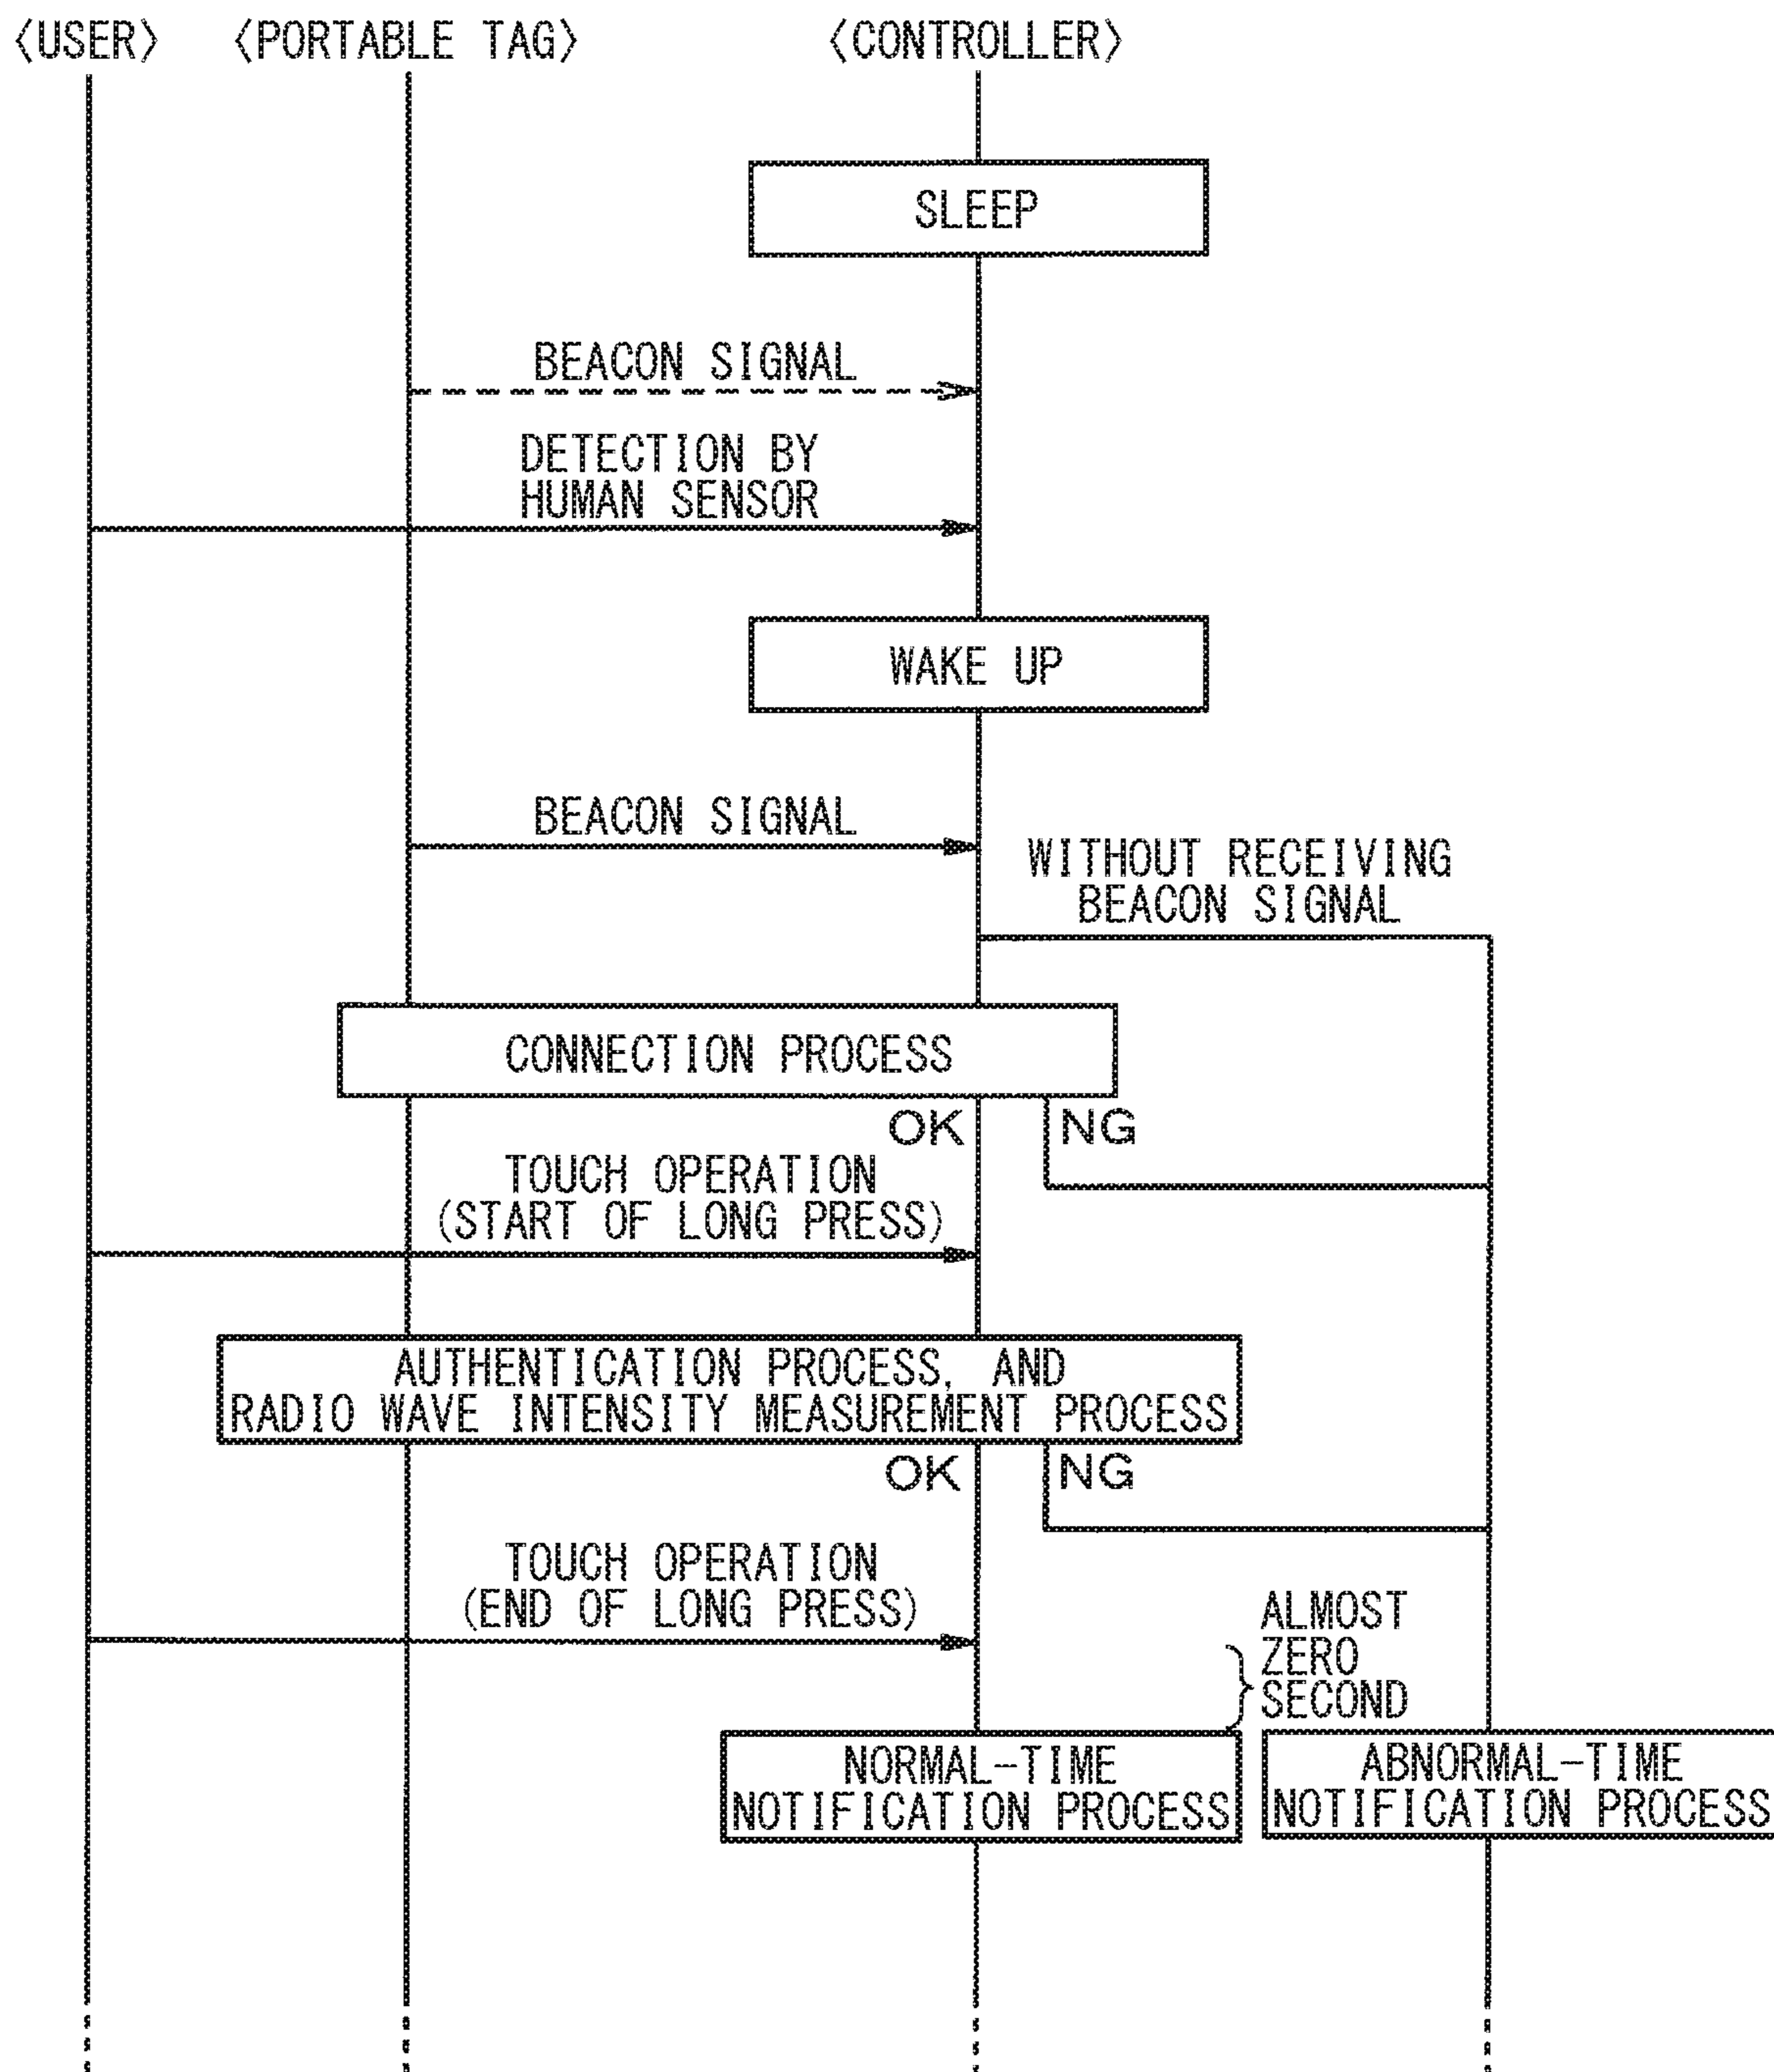 〈USER〉 〈PORTABLE TAG〉 〈CONTROLLER〉
SLEEP
BEACON SIGNAL
DETECTION BY
HUMAN SENSOR
WAKE UP
BEACON SIGNAL
WITHOUT RECEIVING
BEACON SIGNAL
CONNECTION PROCESS
OK NG
TOUCH OPERATION
(START OF LONG PRESS)
AUTHENTICATION PROCESS, AND
RADIO WAVE INTENSITY MEASUREMENT PROCESS
OK NG
TOUCH OPERATION
(END OF LONG PRESS)
ALMOST
ZERO
SECOND
NORMAL-TIME
NOTIFICATION PROCESS
ABNORMAL-TIME
NOTIFICATION PROCESS